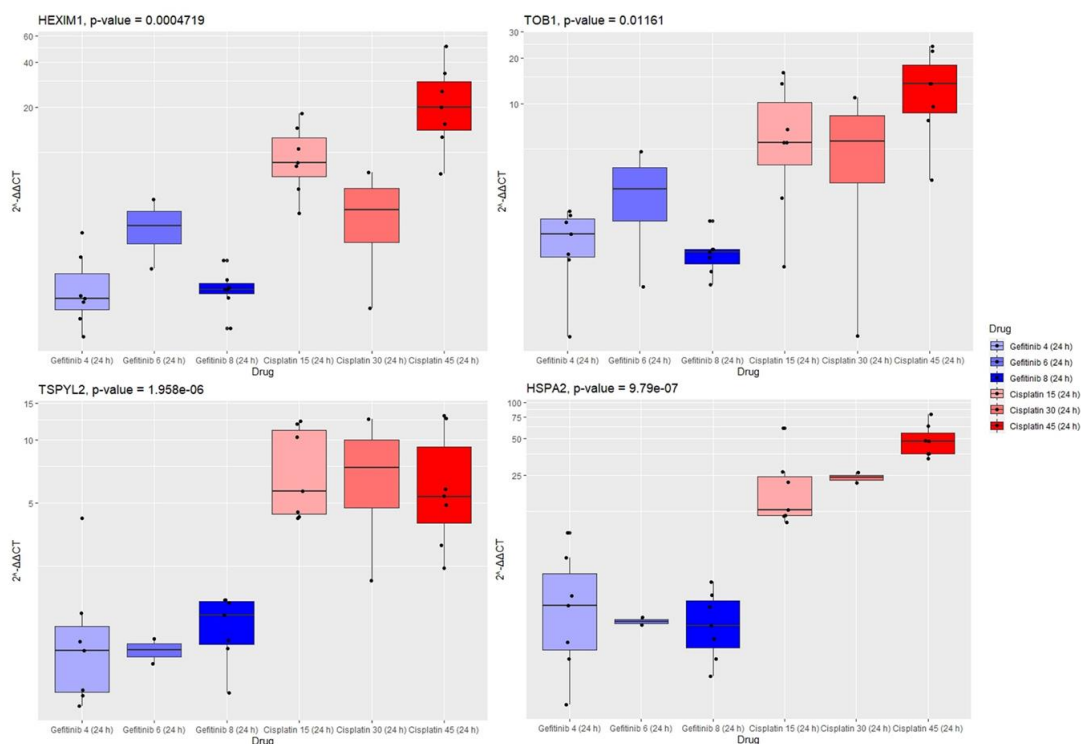 HEXIM1, p-value = 0.0004719
60
40
20
2^-ΔΔCT
Gefitinib 4 (24 h) Gefitinib 6 (24 h) Gefitinib 8 (24 h) Cisplatin 15 (24 h) Cisplatin 30 (24 h) Cisplatin 45 (24 h)
Drug
TOB1, p-value = 0.01161
30
20
10
2^-ΔΔCT
Gefitinib 4 (24 h) Gefitinib 6 (24 h) Gefitinib 8 (24 h) Cisplatin 15 (24 h) Cisplatin 30 (24 h) Cisplatin 45 (24 h)
Drug
TSPYL2, p-value = 1.958e-06
15
10
5
2^-ΔΔCT
Gefitinib 4 (24 h) Gefitinib 6 (24 h) Gefitinib 8 (24 h) Cisplatin 15 (24 h) Cisplatin 30 (24 h) Cisplatin 45 (24 h)
Drug
HSPA2, p-value = 9.79e-07
100
75
50
25
2^-ΔΔCT
Gefitinib 4 (24 h) Gefitinib 6 (24 h) Gefitinib 8 (24 h) Cisplatin 15 (24 h) Cisplatin 30 (24 h) Cisplatin 45 (24 h)
Drug
Drug
Gefitinib 4 (24 h)
Gefitinib 6 (24 h)
Gefitinib 8 (24 h)
Cisplatin 15 (24 h)
Cisplatin 30 (24 h)
Cisplatin 45 (24 h)